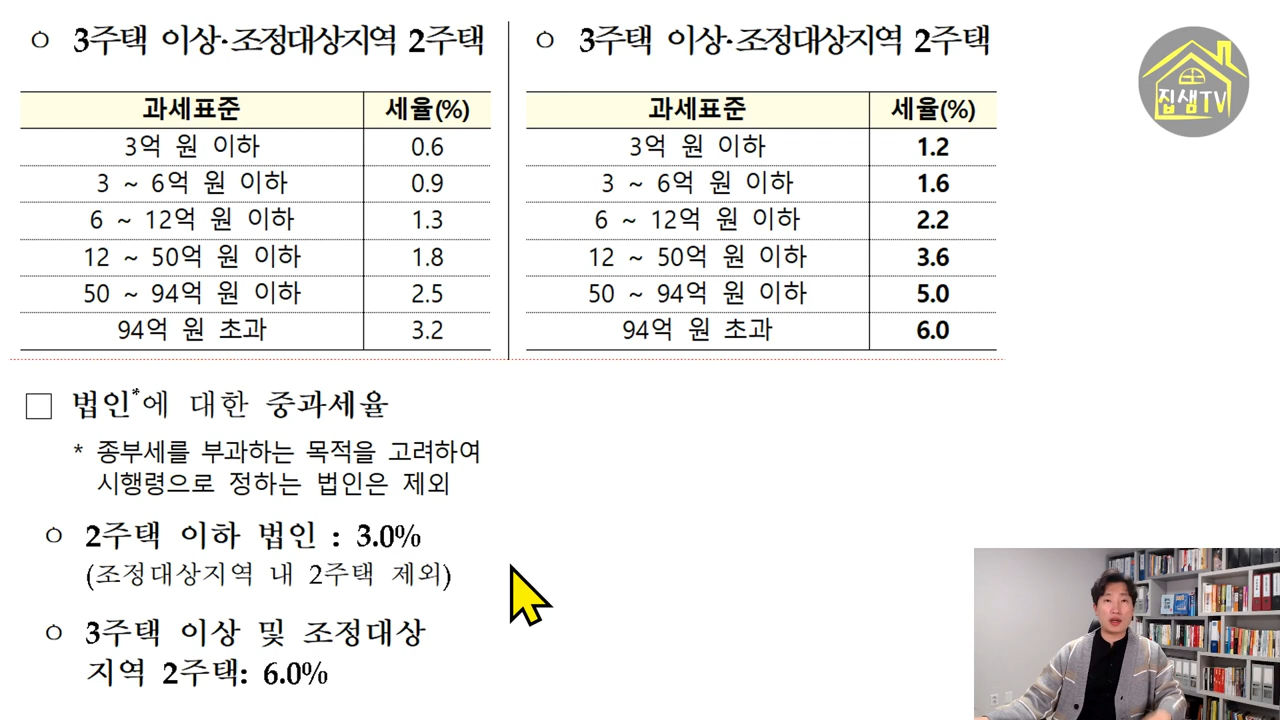 ㅇ 3주택 이상·조정대상지역 2주택
과세표준 세율(%)
3억 원 이하 0.6
3 ~ 6억 원 이하 0.9
6 ~ 12억 원 이하 1.3
12 ~ 50억 원 이하 1.8
50 ~ 94억 원 이하 2.5
94억 원 초과 3.2
ㅇ 3주택 이상·조정대상지역 2주택
과세표준 세율(%)
3억 원 이하 1.2
3 ~ 6억 원 이하 1.6
6 ~ 12억 원 이하 2.2
12 ~ 50억 원 이하 3.6
50 ~ 94억 원 이하 5.0
94억 원 초과 6.0
집샘TV
□ 법인*에 대한 중과세율
* 종부세를 부과하는 목적을 고려하여
시행령으로 정하는 법인은 제외
ㅇ 2주택 이하 법인 : 3.0%
(조정대상지역 내 2주택 제외)
ㅇ 3주택 이상 및 조정대상
지역 2주택: 6.0%